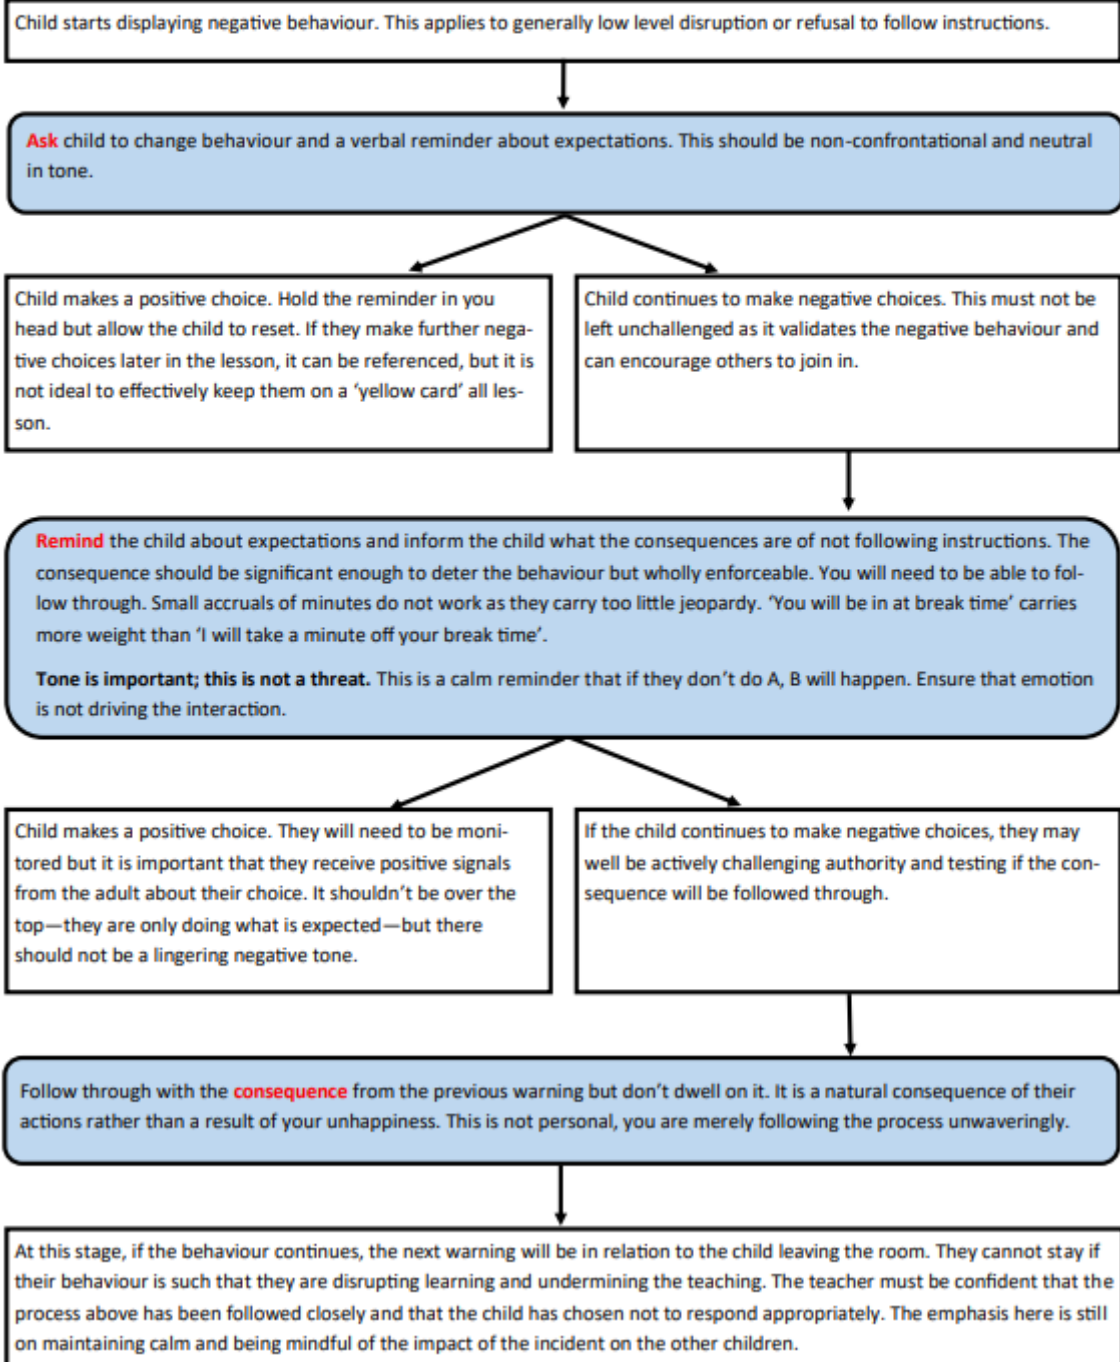 Child starts displaying negative behaviour. This applies to generally low level disruption or refusal to follow instructions.
Ask child to change behaviour and a verbal reminder about expectations. This should be non-confrontational and neutral
in tone.
Child makes a positive choice. Hold the reminder in you
head but allow the child to reset. If they make further nega-
tive choices later in the lesson, it can be referenced, but it is
not ideal to effectively keep them on a ‘yellow card’ all les-
son.
Child continues to make negative choices. This must not be
left unchallenged as it validates the negative behaviour and
can encourage others to join in.
Remind the child about expectations and inform the child what the consequences are of not following instructions. The
consequence should be significant enough to deter the behaviour but wholly enforceable. You will need to be able to fol-
low through. Small accruals of minutes do not work as they carry too little jeopardy. ‘You will be in at break time’ carries
more weight than ‘I will take a minute off your break time’.
Tone is important; this is not a threat. This is a calm reminder that if they don’t do A, B will happen. Ensure that emotion
is not driving the interaction.
Child makes a positive choice. They will need to be moni-
tored but it is important that they receive positive signals
from the adult about their choice. It shouldn’t be over the
top—they are only doing what is expected—but there
should not be a lingering negative tone.
If the child continues to make negative choices, they may
well be actively challenging authority and testing if the con-
sequence will be followed through.
Follow through with the consequence from the previous warning but don’t dwell on it. It is a natural consequence of their
actions rather than a result of your unhappiness. This is not personal, you are merely following the process unwaveringly.
At this stage, if the behaviour continues, the next warning will be in relation to the child leaving the room. They cannot stay if
their behaviour is such that they are disrupting learning and undermining the teaching. The teacher must be confident that the
process above has been followed closely and that the child has chosen not to respond appropriately. The emphasis here is still
on maintaining calm and being mindful of the impact of the incident on the other children.